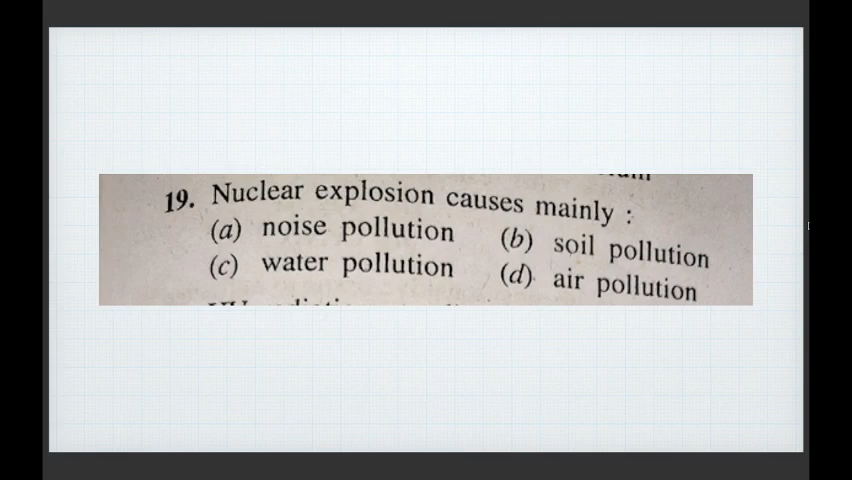 19. Nuclear explosion causes mainly :
(a) noise pollution (b) soil pollution
(c) water pollution (d) air pollution